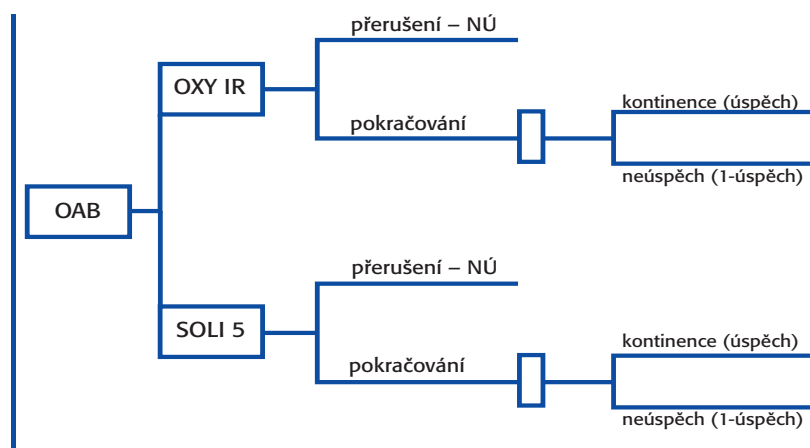 přerušení – NÚ
OXY IR
kontinence (úspěch)
pokračování
neúspěch (1-úspěch)
OAB
přerušení – NÚ
SOLI 5
kontinence (úspěch)
pokračování
neúspěch (1-úspěch)